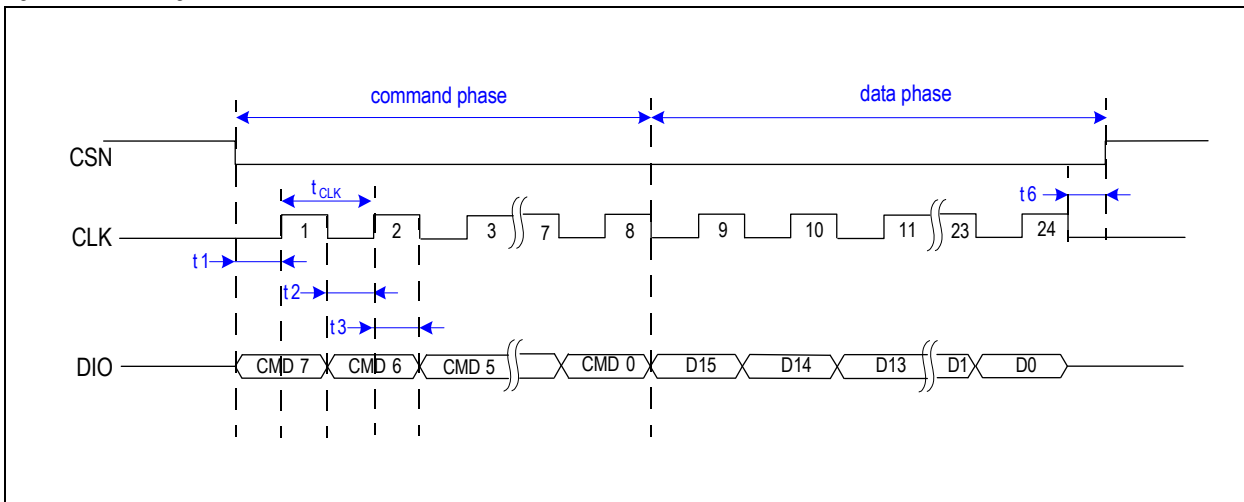 command phase
data phase
CSN
t CLK
t6
CLK
1
2
3
7
8
9
10
11
23
24
t1
t2
t3
DIO
CMD 7
CMD 6
CMD 5
CMD 0
D15
D14
D13
D1
D0